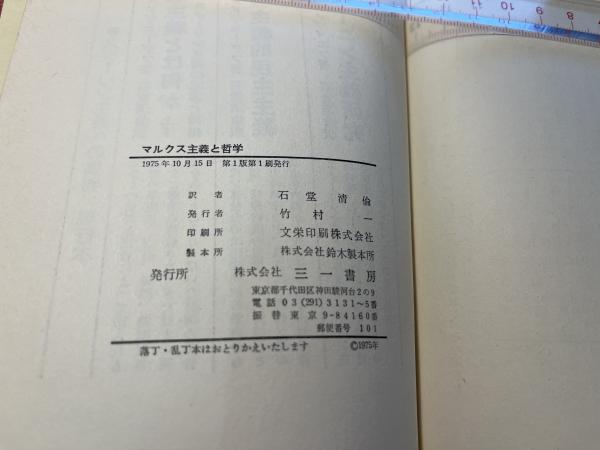 マルクス主義と哲学
1975年10月15日 第1版第1刷発行
訳者 石堂清倫
発行者 竹村一
印刷所 文栄印刷株式会社
製本所 株式会社鈴木製本所
発行所 株式会社 三一書房
東京都千代田区神田駿河台2の9
電話 03(291)3131~5番
振替 東京 9-84160番
郵便番号 101
落丁・乱丁本はおとりかえいたします ©1975年